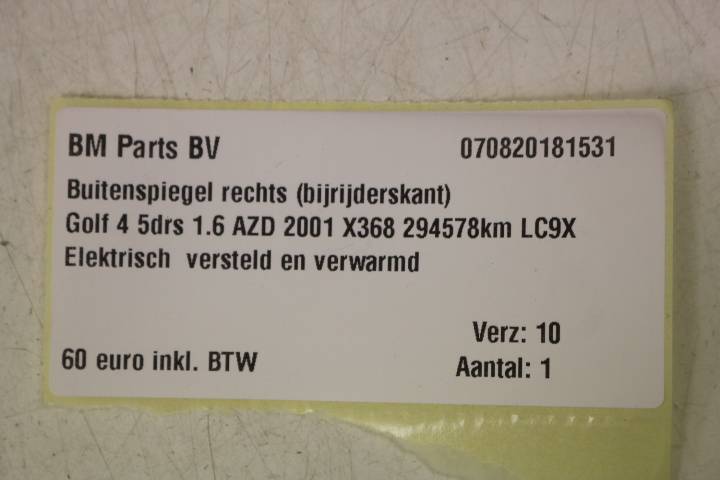 BM Parts BV 070820181531
Buitenspiegel rechts (bijrijderskant)
Golf 4 5drs 1.6 AZD 2001 X368 294578km LC9X
Elektrisch versteld en verwarmd
Verz: 10
60 euro inkl. BTW Aantal: 1